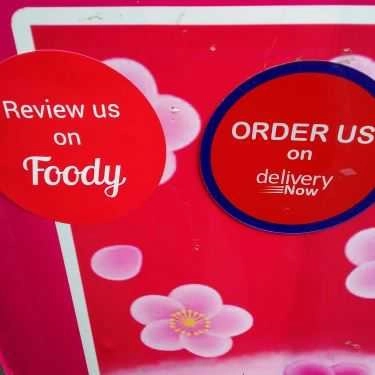 Review us
on
Foody
ORDER US
on
delivery
Now